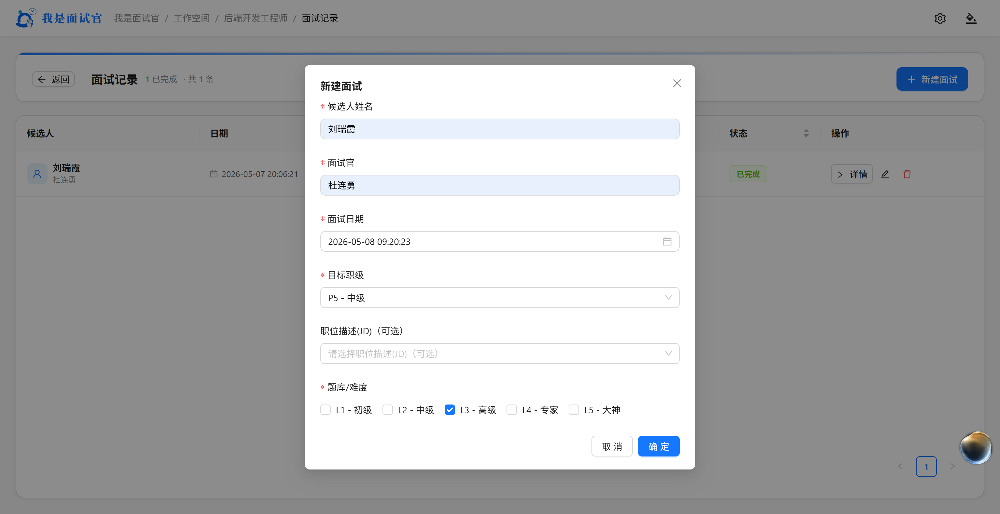 我是面试官 我是面试官 / 工作空间 / 后端开发工程师 / 面试记录
返回 面试记录 1 已完成 · 共 1 条 新建面试
候选人 日期 状态 操作
刘瑞霞
杜连勇
2026-05-07 20:06:21 已完成 详情
新建面试
* 候选人姓名
刘瑞霞
* 面试官
杜连勇
* 面试日期
2026-05-08 09:20:23
* 目标职级
P5 - 中级
职位描述(JD)（可选）
请选择职位描述(JD)（可选）
* 题库/难度
L1 - 初级 L2 - 中级 L3 - 高级 L4 - 专家 L5 - 大神
取 消 确 定
1